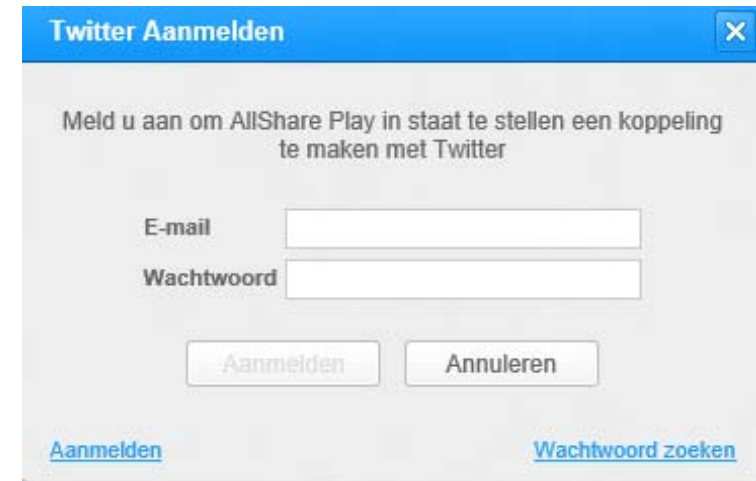 Twitter Aanmelden
Meld u aan om AllShare Play in staat te stellen een koppeling
te maken met Twitter
E-mail
Wachtwoord
Aanmelden Annuleren
Aanmelden Wachtwoord zoeken